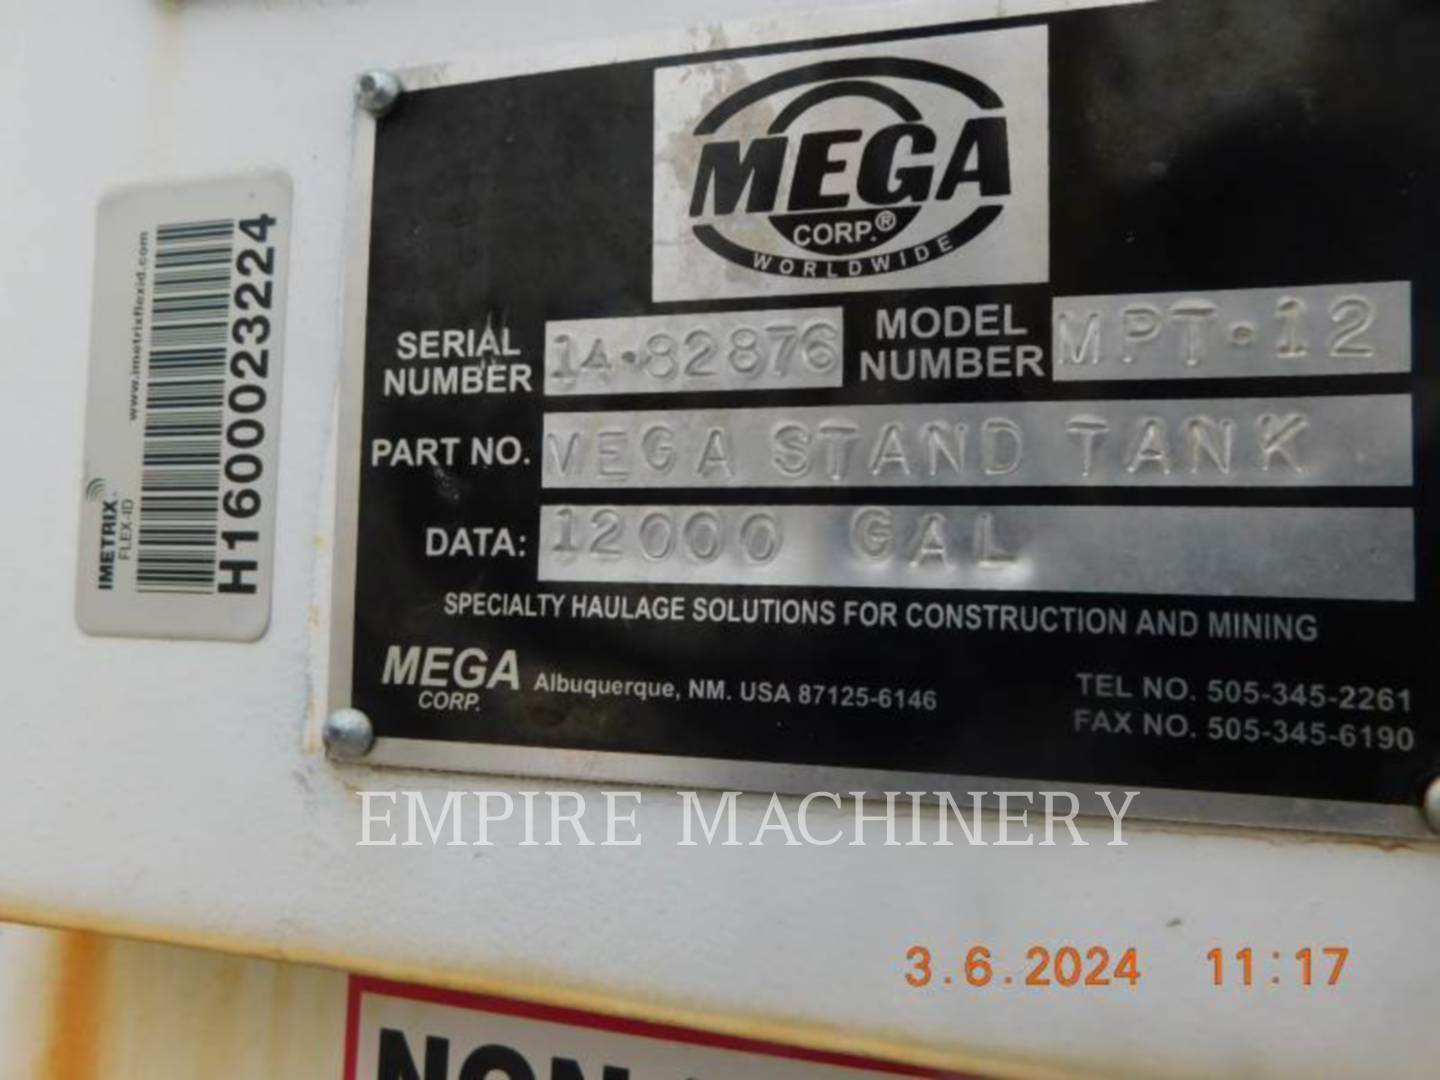 MEGA
CORP.®
WORLDWIDE
SERIAL NUMBER 14-82876 MODEL NUMBER MPT-12
PART NO. MEGA STAND TANK
DATA: 12000 GAL
SPECIALTY HAULAGE SOLUTIONS FOR CONSTRUCTION AND MINING
MEGA CORP. Albuquerque, NM. USA 87125-6146
TEL NO. 505-345-2261
FAX NO. 505-345-6190
www.imetrixflexid.com
H1600023224
IMETRIX
FLEX-ID
EMPIRE MACHINERY
3.6.2024 11:17
NON